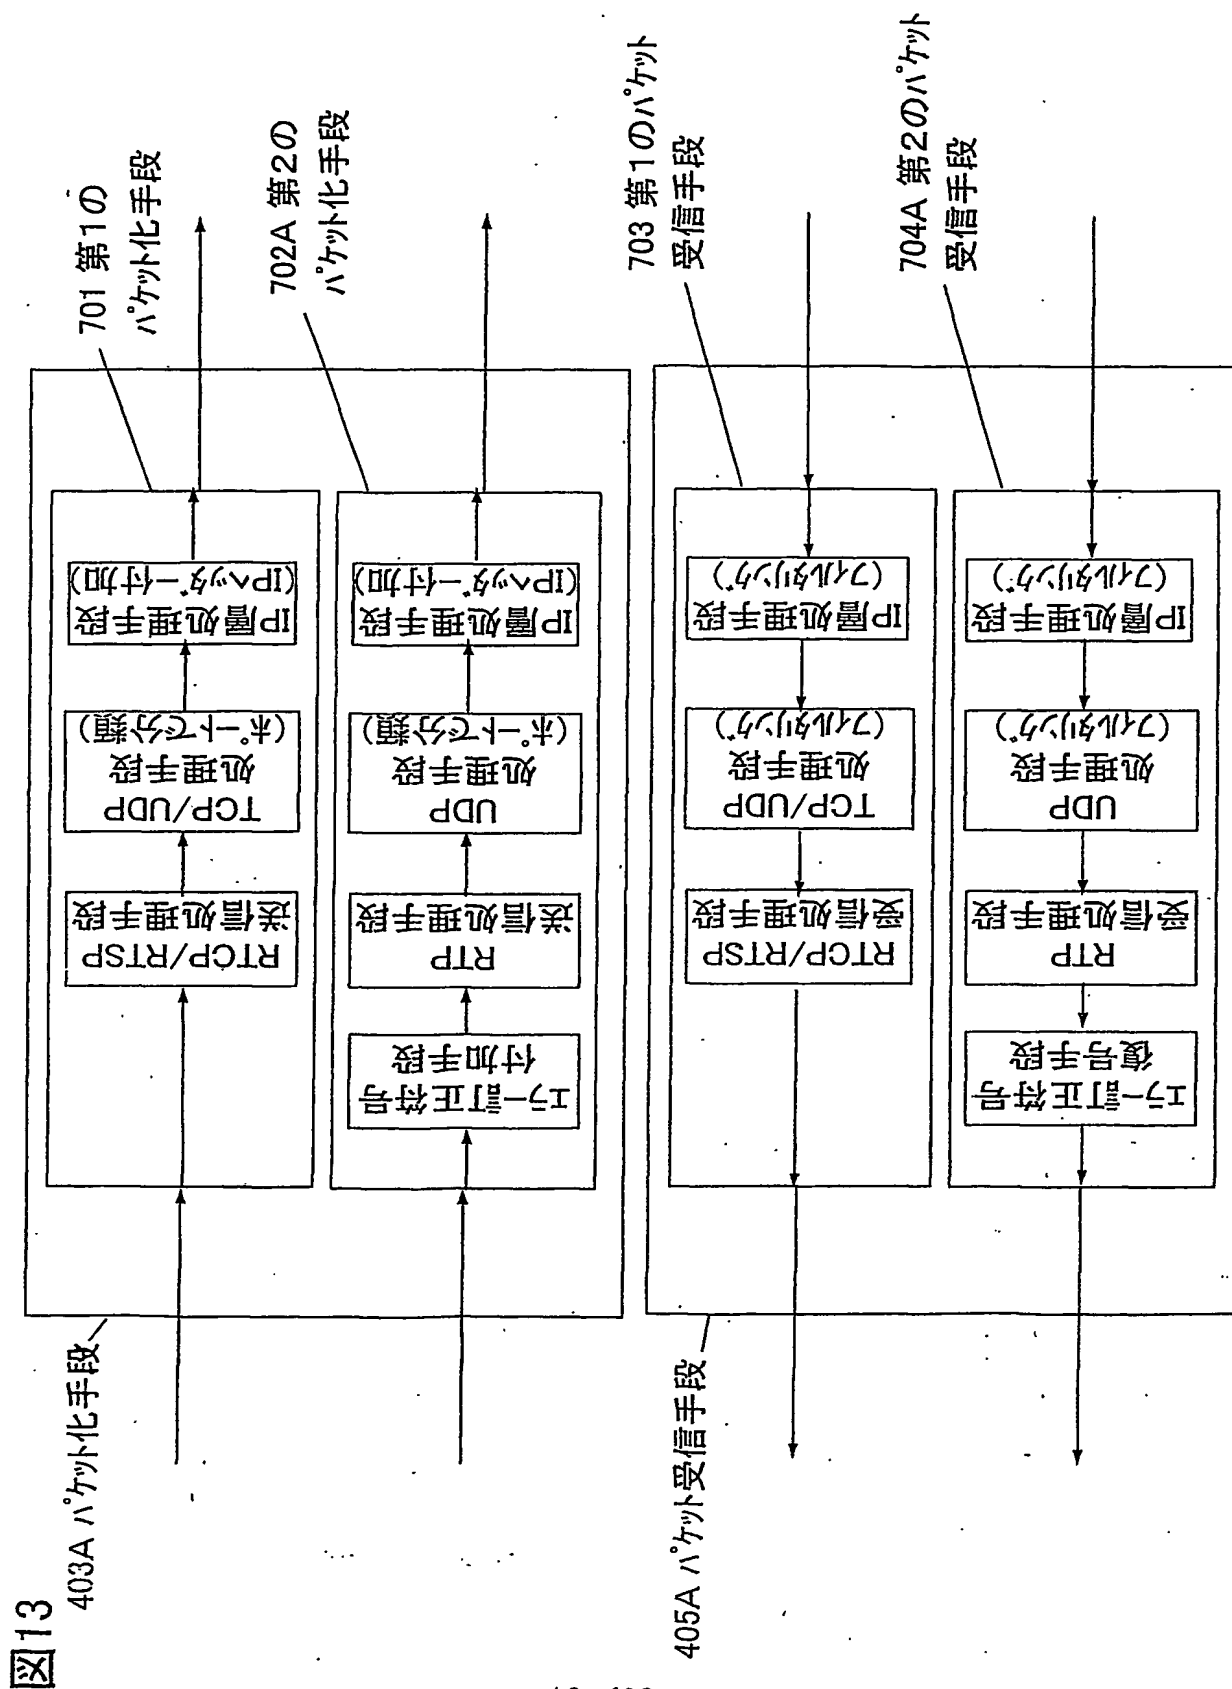 図13
403A パケット化手段
701 第1の
パケット化手段
RTCP/RTSP
送信処理手段
TCP/UDP
処理手段
(ポートで分類)
IP層処理手段
(IPヘッダー付加)
702A 第2の
パケット化手段
エラー訂正符号
付加手段
RTP
送信処理手段
UDP
処理手段
(ポートで分類)
IP層処理手段
(IPヘッダー付加)
405A パケット受信手段
703 第1のパケット
受信手段
RTCP/RTSP
受信処理手段
TCP/UDP
処理手段
(フィルタリング)
IP層処理手段
(フィルタリング)
704A 第2のパケット
受信手段
エラー訂正符号
復号手段
RTP
受信処理手段
UDP
処理手段
(フィルタリング)
IP層処理手段
(フィルタリング)